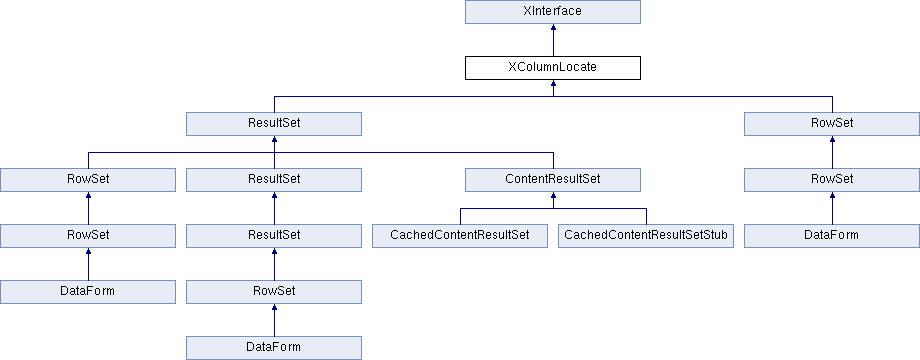 XInterface
XColumnLocate
ResultSet
RowSet
RowSet
ResultSet
ContentResultSet
RowSet
RowSet
ResultSet
CachedContentResultSet
CachedContentResultSetStub
DataForm
DataForm
RowSet
DataForm